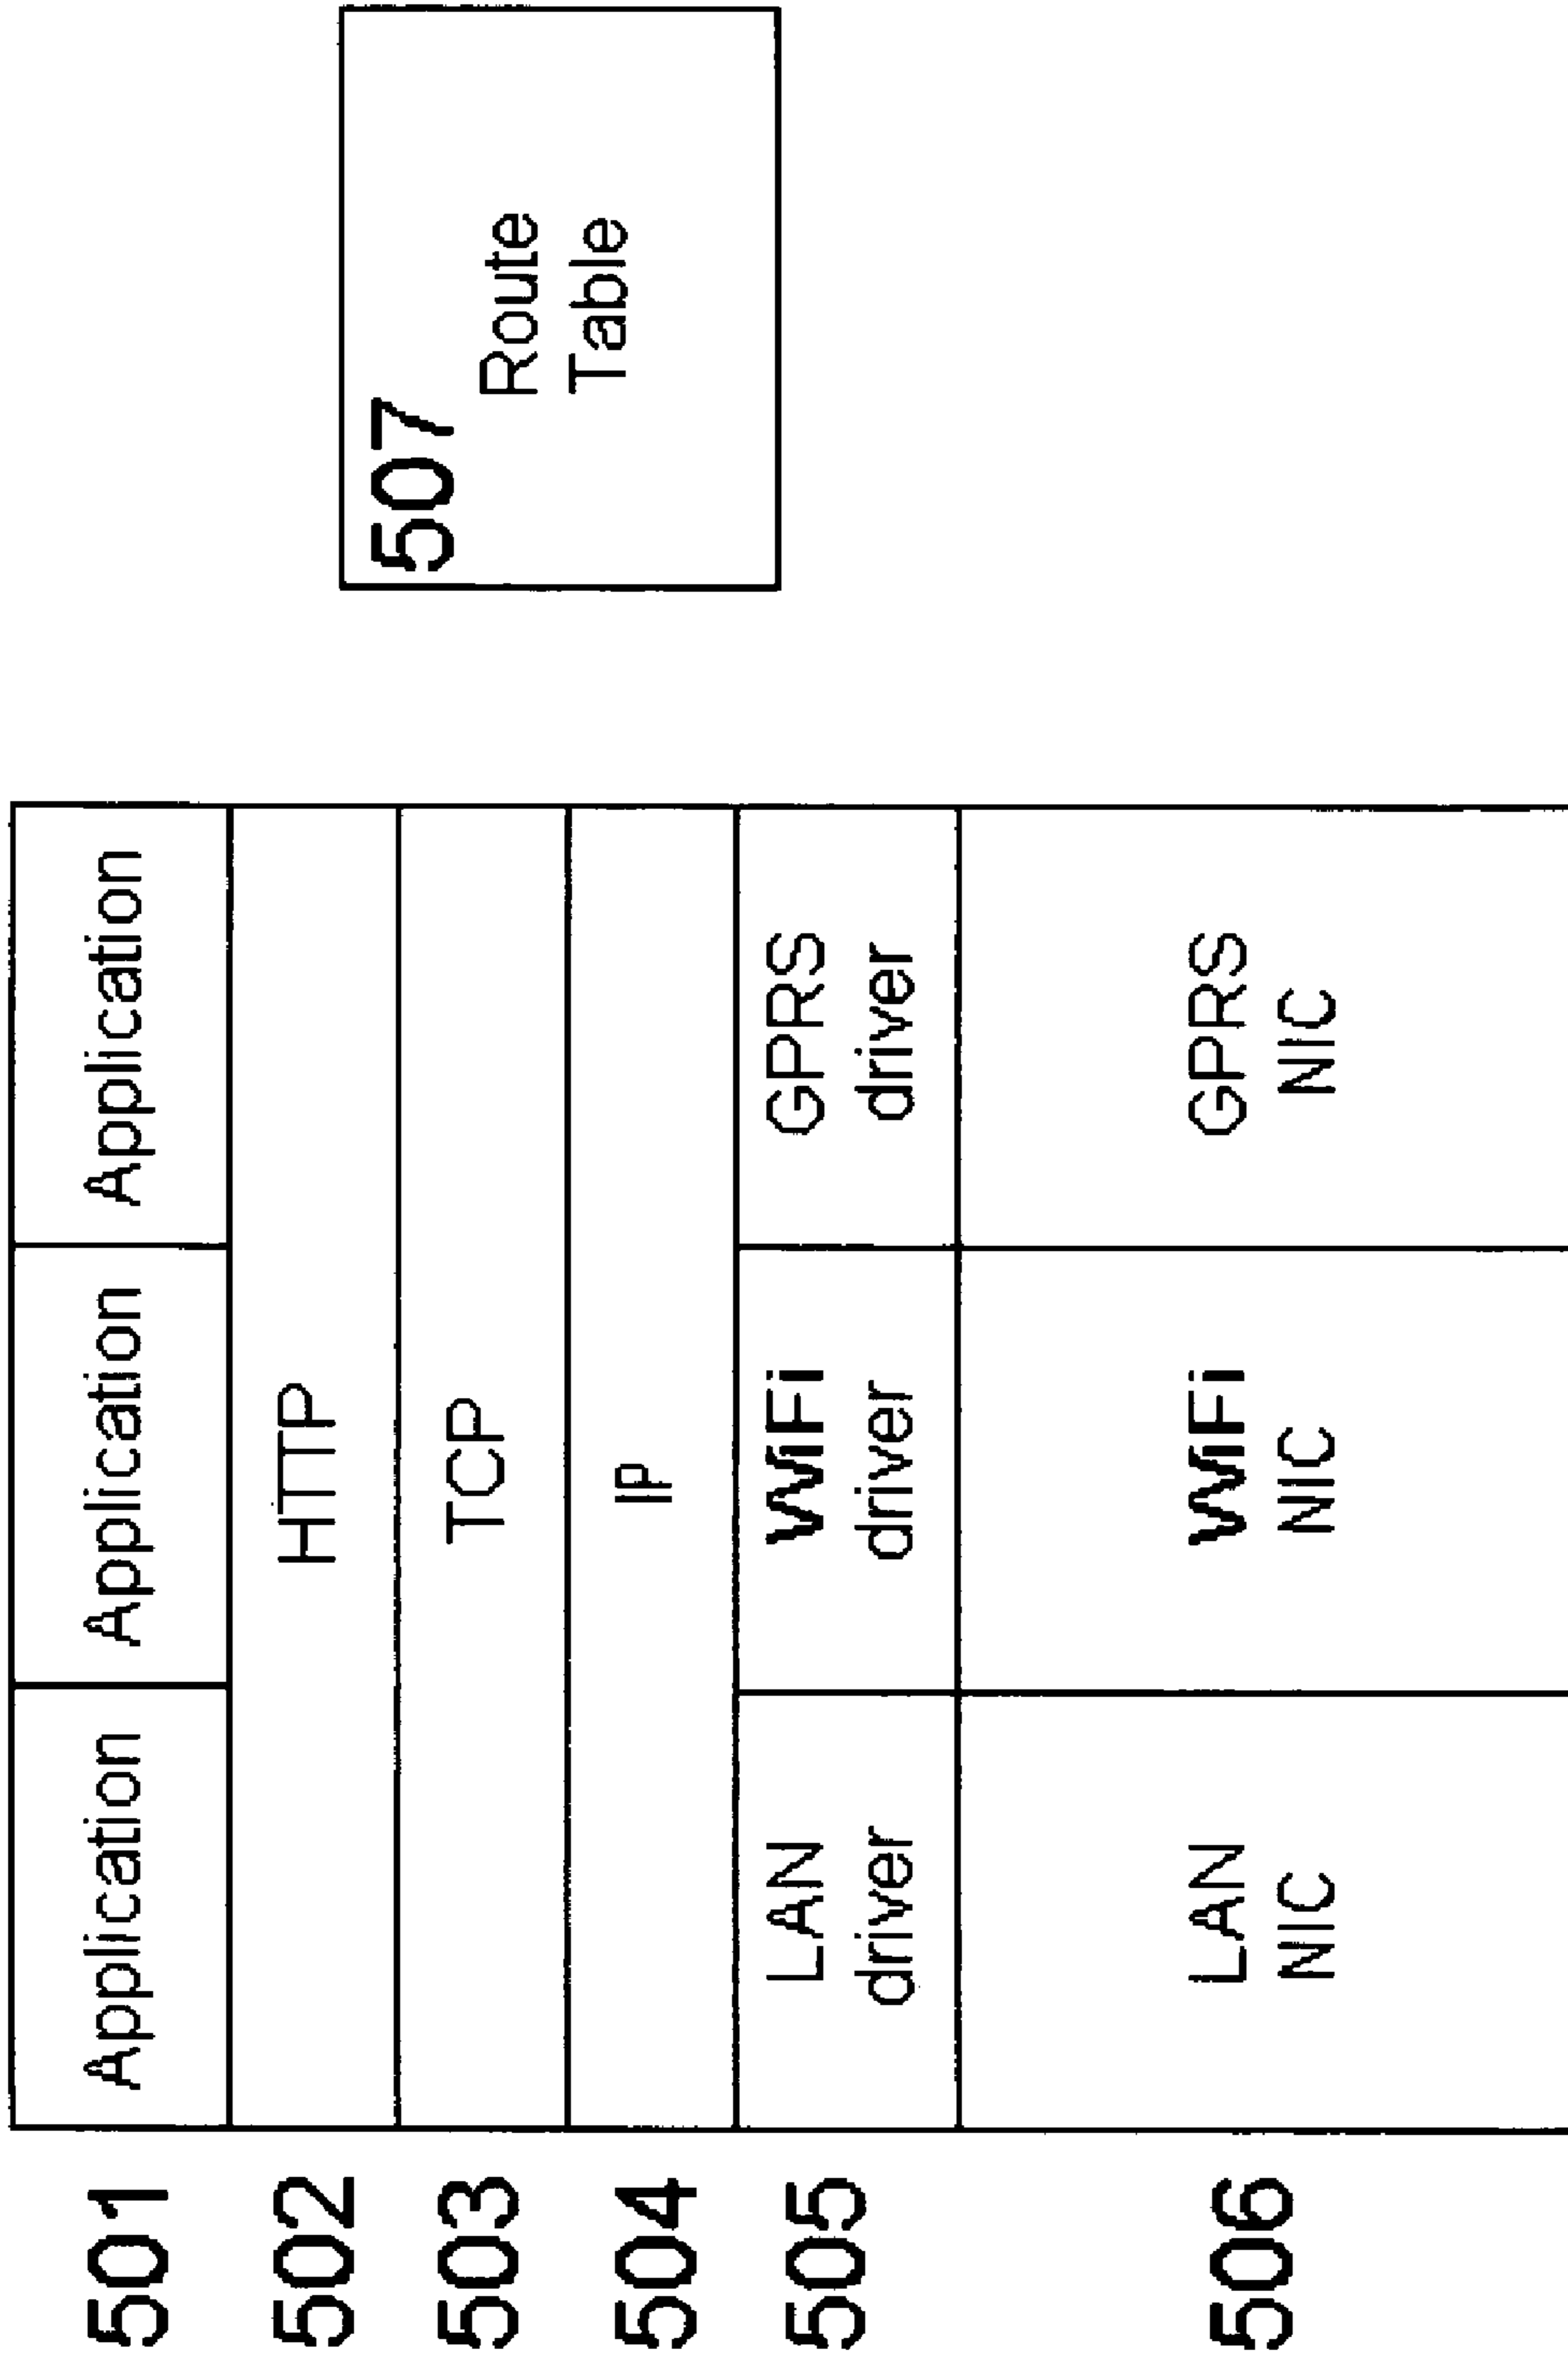 501
Application
Application
Application
502
HTTP
503
TCP
504
IP
505
LAN
driver
WiFi
driver
GPRS
driver
506
LAN
NIC
WiFi
NIC
GPRS
NIC
507
Route
Table